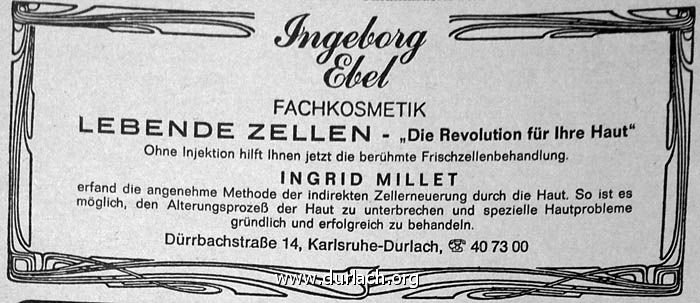 Ingeborg
Ebel
FACHKOSMETIK
LEBENDE ZELLEN - „Die Revolution für Ihre Haut"
Ohne Injektion hilft Ihnen jetzt die berühmte Frischzellenbehandlung.
INGRID MILLET
erfand die angenehme Methode der indirekten Zellerneuerung durch die Haut. So ist es
möglich, den Alterungsprozeß der Haut zu unterbrechen und spezielle Hautprobleme
gründlich und erfolgreich zu behandeln.
Dürrbachstraße 14, Karlsruhe-Durlach, ☎ 40 73 00
www.durlach.org